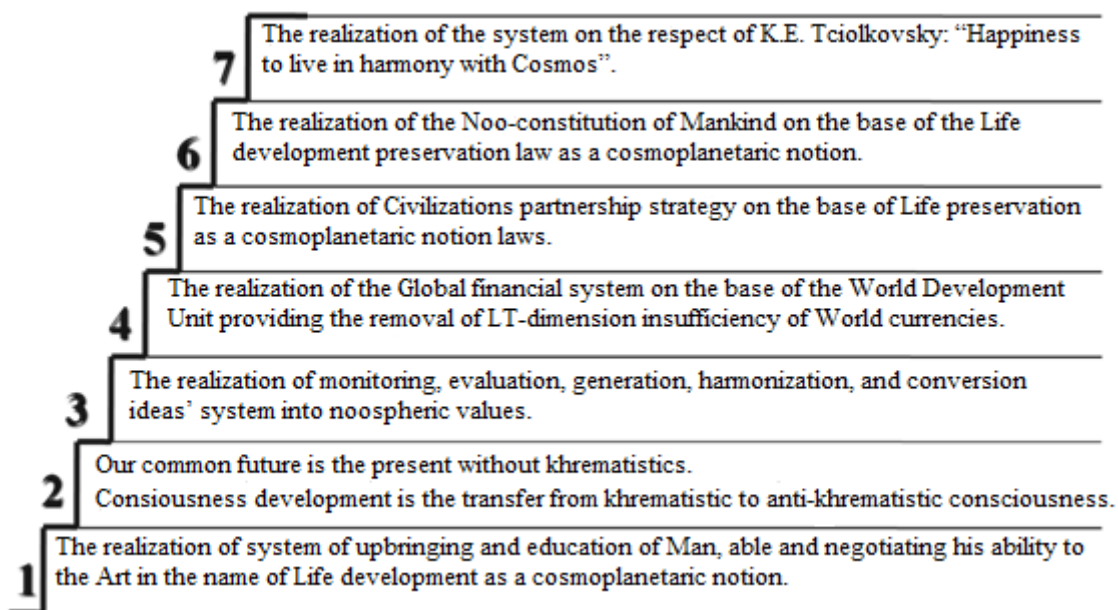 The realization of the system on the respect of K.E. Tciolkovsky: “Happiness
to live in harmony with Cosmos”.
7
The realization of the Noo-constitution of Mankind on the base of the Life
development preservation law as a cosmoplanetaric notion.
6
The realization of Civilizations partnership strategy on the base of Life preservation
as a cosmoplanetaric notion laws.
5
The realization of the Global financial system on the base of the World Development
Unit providing the removal of LT-dimension insufficiency of World currencies.
4
The realization of monitoring, evaluation, generation, harmonization, and conversion
ideas’ system into noospheric values.
3
Our common future is the present without khrematistics.
2
Consiousness development is the transfer from khrematistic to anti-khrematistic consciousness.
The realization of system of upbringing and education of Man, able and negotiating his ability to
1
the Art in the name of Life development as a cosmoplanetaric notion.